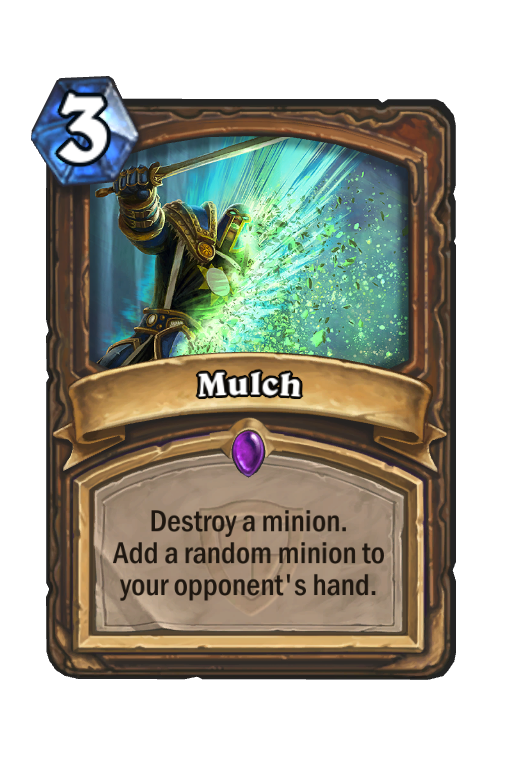 3
Mulch
Destroy a minion.
Add a random minion to
your opponent's hand.